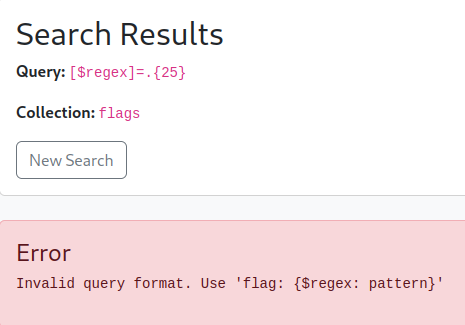 Search Results
Query: [$regex]=.{25}
Collection: flags
New Search
Error
Invalid query format. Use 'flag: {$regex: pattern}'